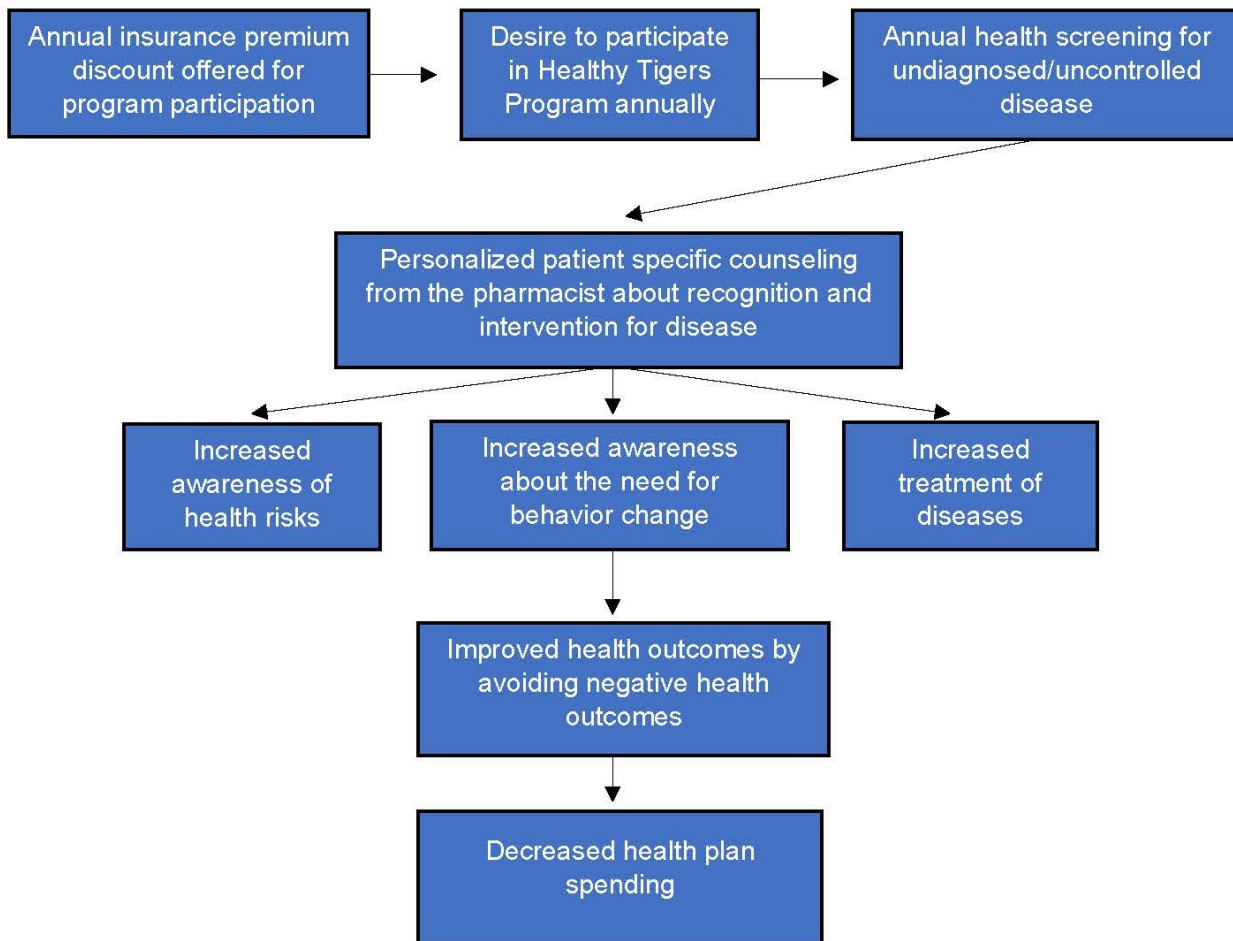 Annual insurance premium
discount offered for
program participation
Desire to participate
in Healthy Tigers
Program annually
Annual health screening for
undiagnosed/uncontrolled
disease
Personalized patient specific counseling
from the pharmacist about recognition and
intervention for disease
Increased
awareness of
health risks
Increased awareness
about the need for
behavior change
Increased
treatment of
diseases
Improved health outcomes by
avoiding negative health
outcomes
Decreased health plan
spending